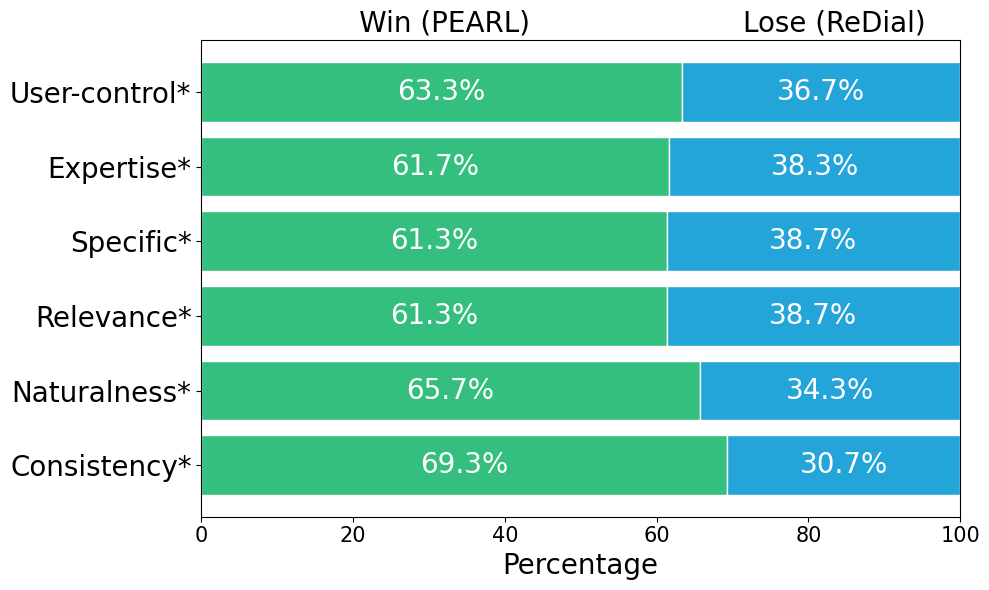 Win (PEARL) Lose (ReDial)
User-control* 63.3% 36.7%
Expertise* 61.7% 38.3%
Specific* 61.3% 38.7%
Relevance* 61.3% 38.7%
Naturalness* 65.7% 34.3%
Consistency* 69.3% 30.7%
0 20 40 60 80 100
Percentage